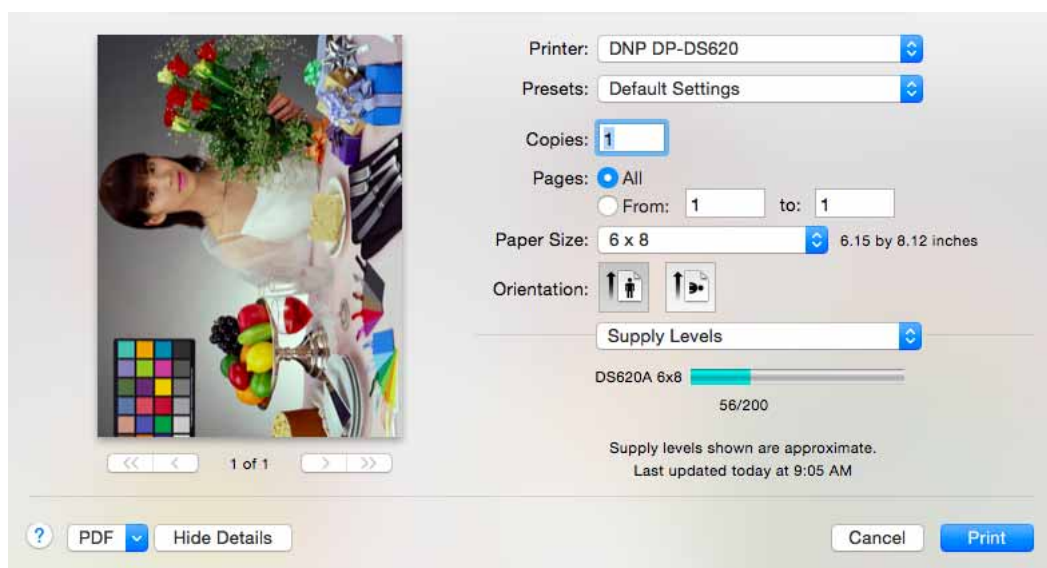 Printer: DNP DP-DS620
Presets: Default Settings
Copies: 1
Pages: All
From: 1 to: 1
Paper Size: 6 x 8 6.15 by 8.12 inches
Orientation:
Supply Levels
DS620A 6x8
56/200
Supply levels shown are approximate.
Last updated today at 9:05 AM
<< < 1 of 1 > >>
? PDF Hide Details Cancel Print